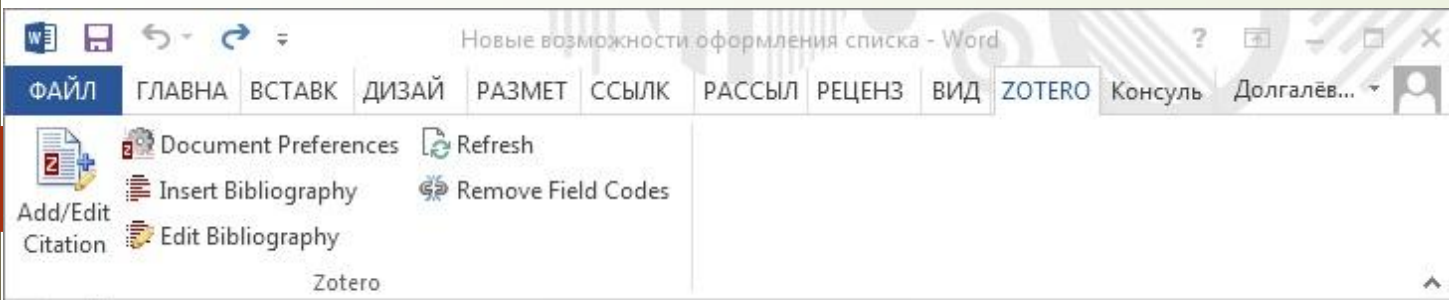 Новые возможности оформления списка - Word
ФАЙЛ ГЛАВНА ВСТАВК ДИЗАЙ РАЗМЕТ ССЫЛК РАССЫЛ РЕЦЕНЗ ВИД ZOTERO Консуль Долгалёв...
Document Preferences Refresh
Insert Bibliography Remove Field Codes
Add/Edit
Citation
Edit Bibliography
Zotero